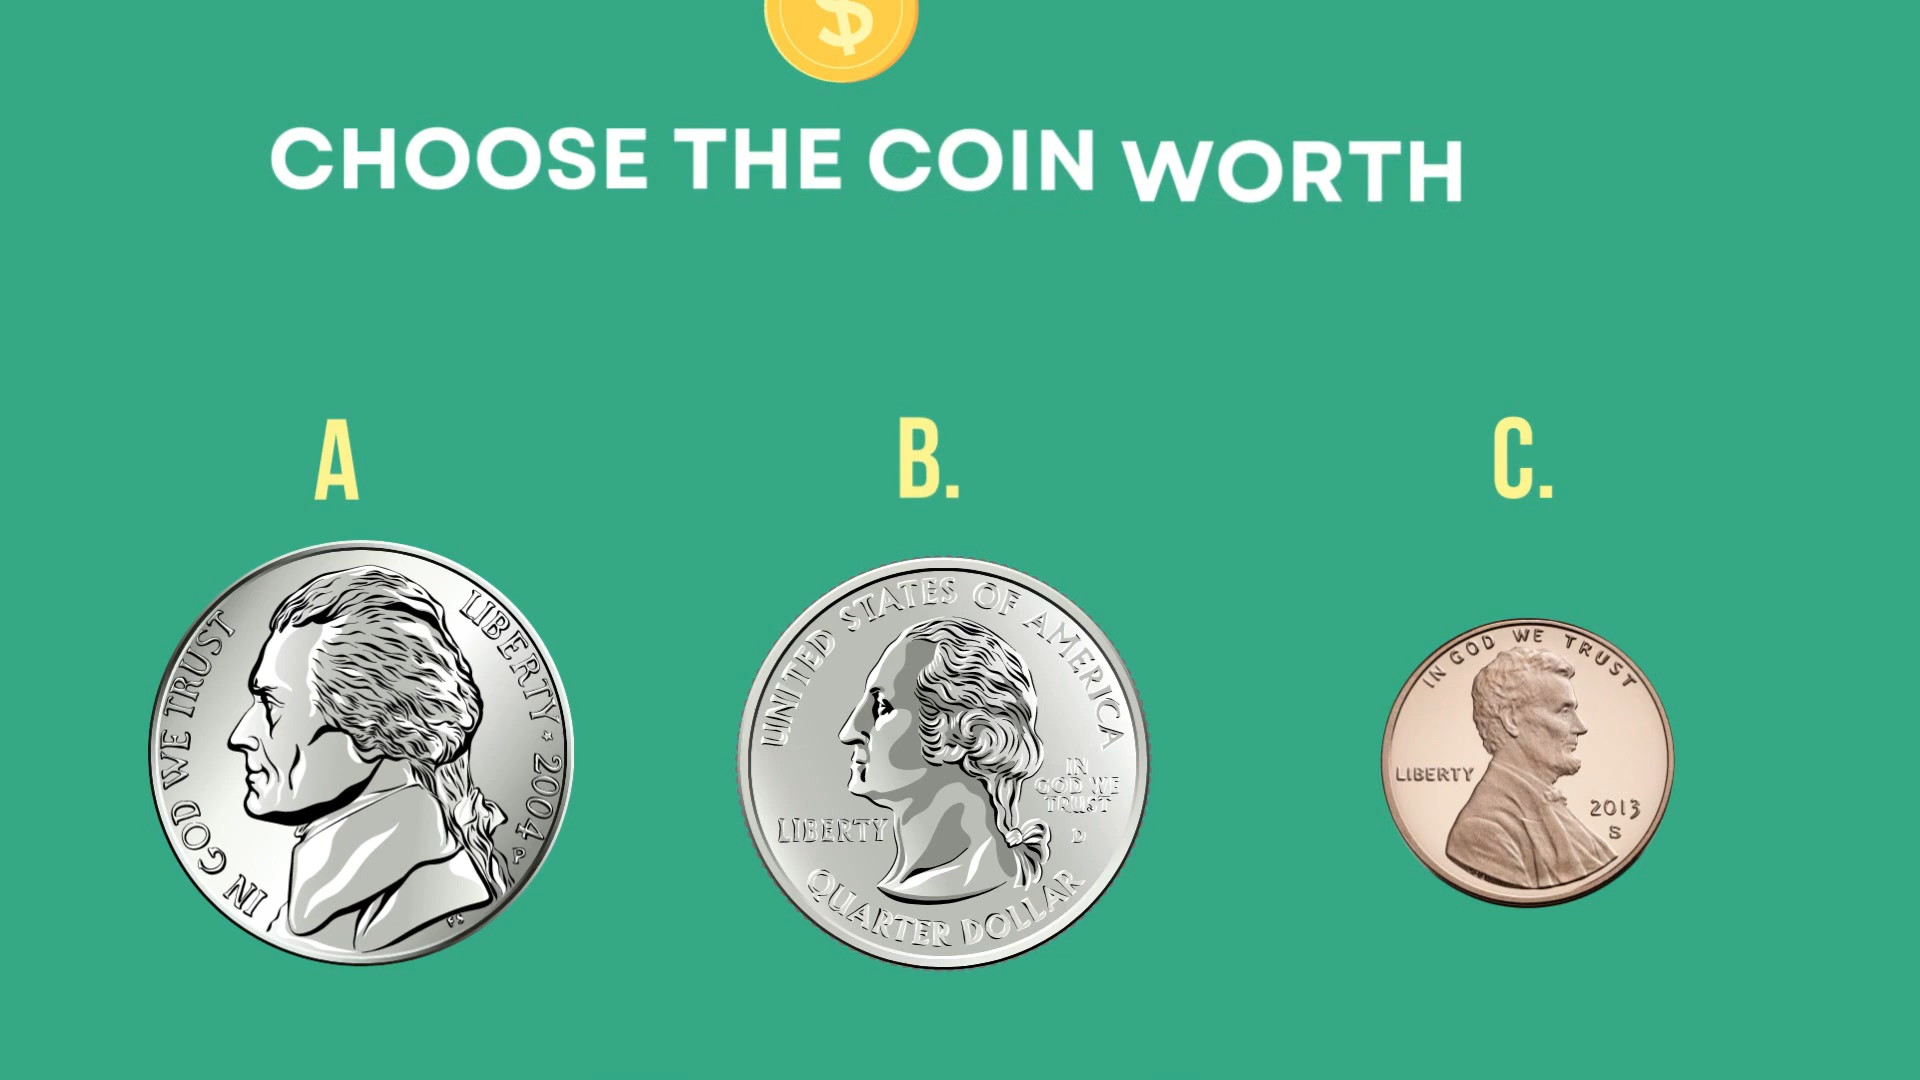 $
CHOOSE THE COIN WORTH
A
B.
C.
IN GOD WE TRUST
LIBERTY ★ 2004
P
FS
UNITED STATES OF AMERICA
LIBERTY
IN
GOD WE
TRUST
D
QUARTER DOLLAR
IN GOD WE TRUST
LIBERTY
2013
S